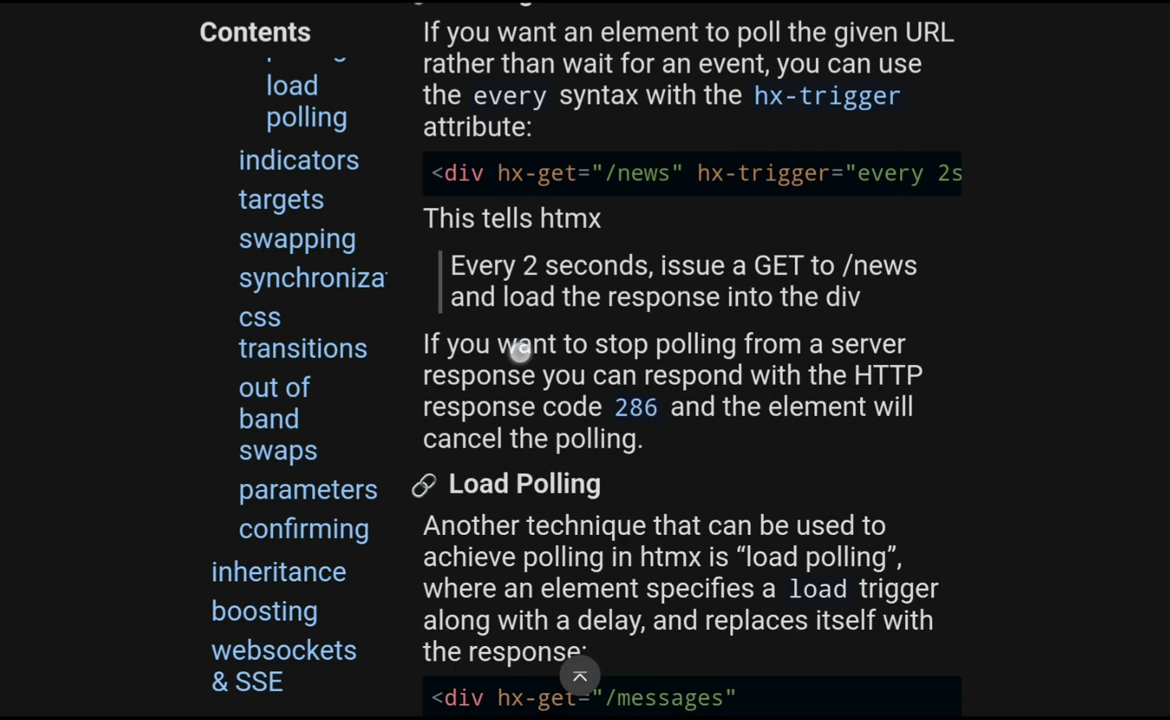 Contents
load
polling
indicators
targets
swapping
synchroniza
css
transitions
out of
band
swaps
parameters
confirming
inheritance
boosting
websockets
& SSE
If you want an element to poll the given URL
rather than wait for an event, you can use
the every syntax with the hx-trigger
attribute:
<div hx-get="/news" hx-trigger="every 2s
This tells htmx
Every 2 seconds, issue a GET to /news
and load the response into the div
If you want to stop polling from a server
response you can respond with the HTTP
response code 286 and the element will
cancel the polling.
Load Polling
Another technique that can be used to
achieve polling in htmx is “load polling”,
where an element specifies a load trigger
along with a delay, and replaces itself with
the response:
<div hx-get="/messages"